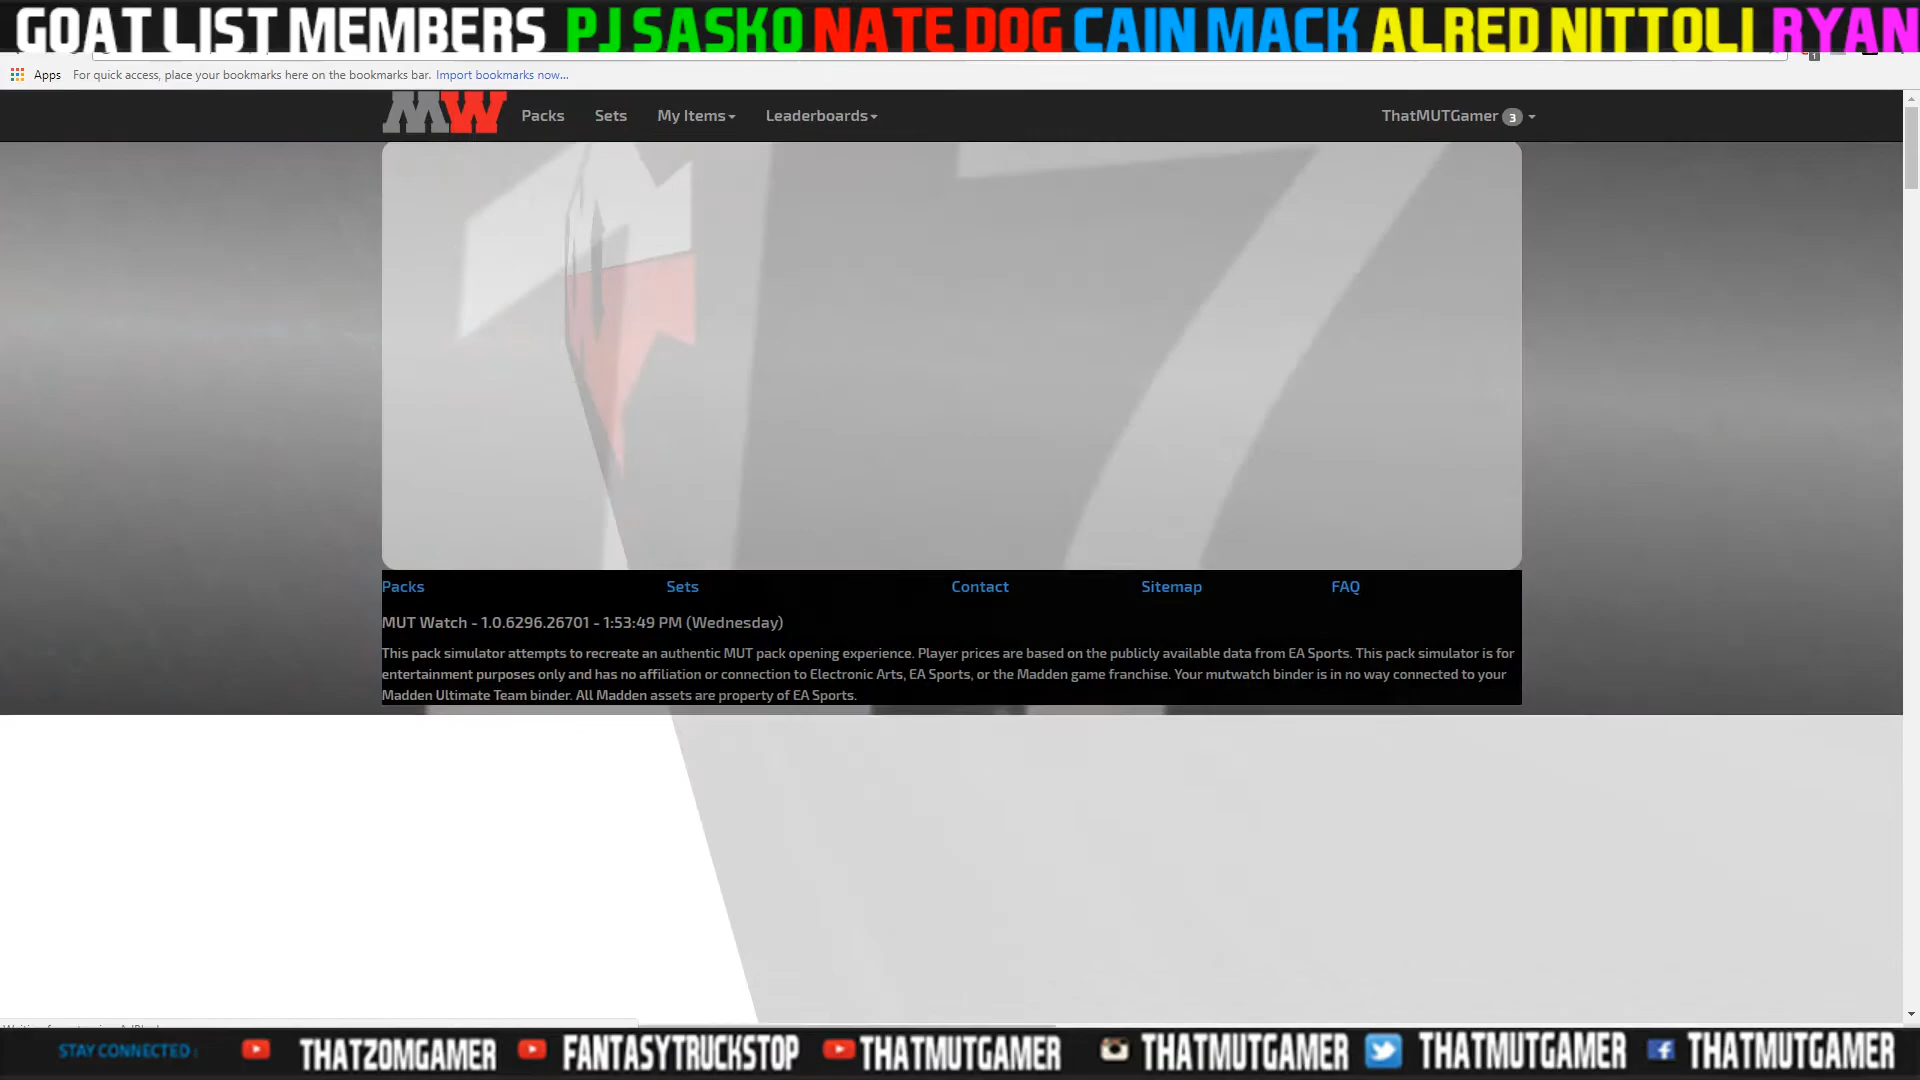 GOAT LIST MEMBERS PJ SASKO NATE DOG CAIN MACK ALRED NITTOLI RYAN
Apps For quick access, place your bookmarks here on the bookmarks bar. Import bookmarks now...
MW Packs Sets My Items Leaderboards ThatMUTGamer 3
Packs Sets Contact Sitemap FAQ
MUT Watch - 1.0.6296.26701 - 1:53:49 PM (Wednesday)
This pack simulator attempts to recreate an authentic MUT pack opening experience. Player prices are based on the publicly available data from EA Sports. This pack simulator is for
entertainment purposes only and has no affiliation or connection to Electronic Arts, EA Sports, or the Madden game franchise. Your mutwatch binder is in no way connected to your
Madden Ultimate Team binder. All Madden assets are property of EA Sports.
STAY CONNECTED: THATZOMGAMER FANTASYTRUCKSTOP THATMUTGAMER THATMUTGAMER THATMUTGAMER THATMUTGAMER